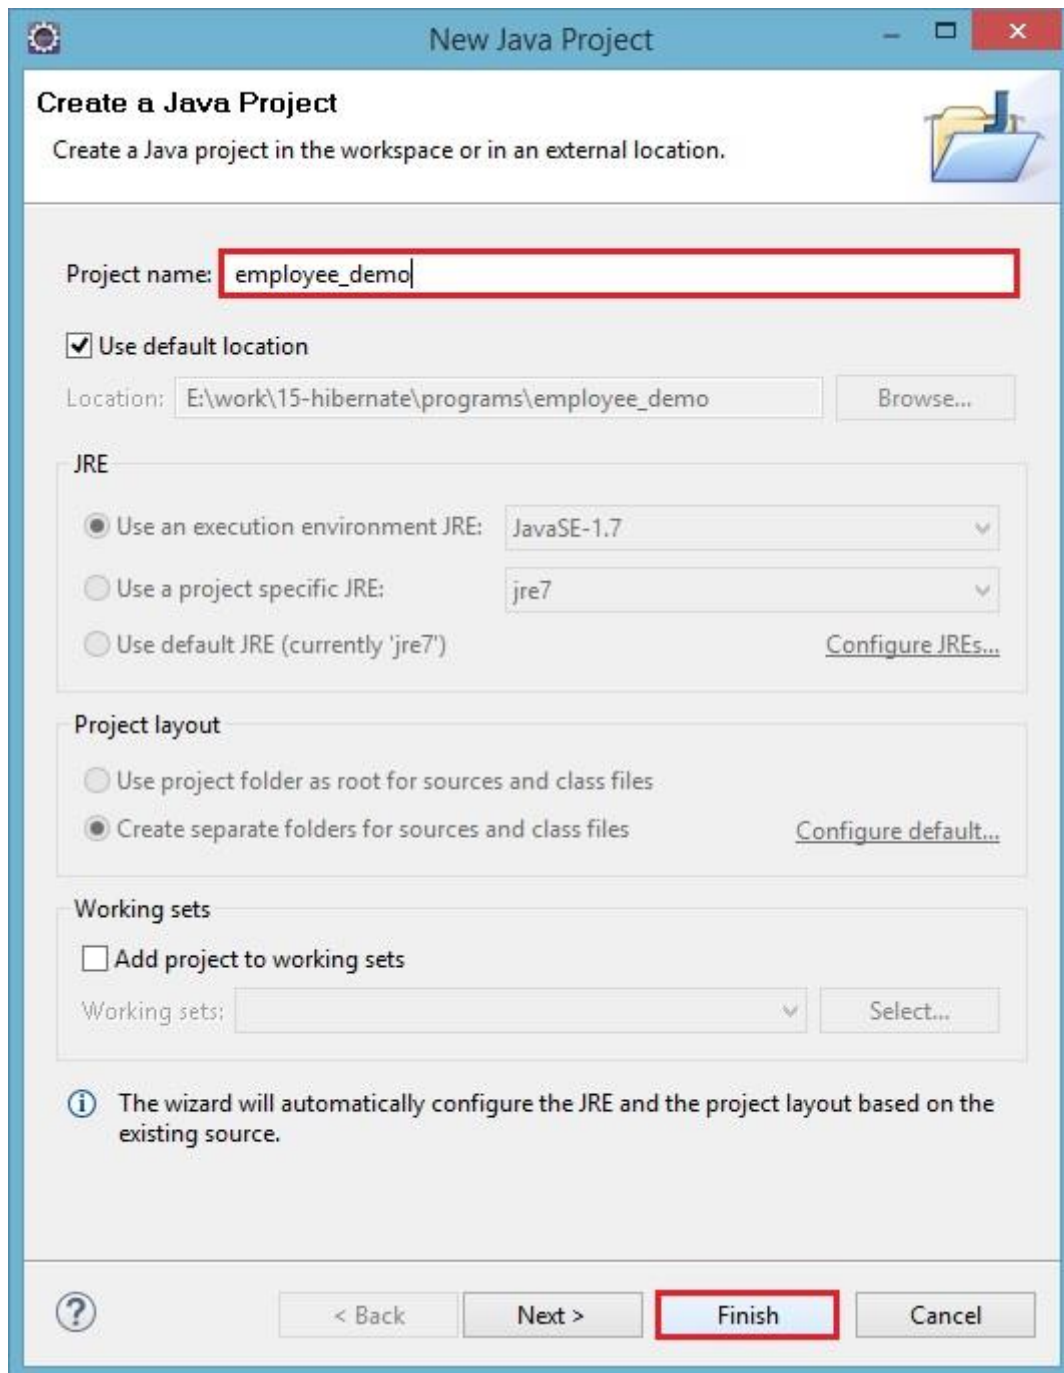 New Java Project
Create a Java Project
Create a Java project in the workspace or in an external location.
Project name: employee_demo
Use default location
Location: E:\work\15-hibernate\programs\employee_demo Browse...
JRE
Use an execution environment JRE: JavaSE-1.7
Use a project specific JRE: jre7
Use default JRE (currently 'jre7') Configure JREs...
Project layout
Use project folder as root for sources and class files
Create separate folders for sources and class files Configure default...
Working sets
Add project to working sets
Working sets: Select...
The wizard will automatically configure the JRE and the project layout based on the
existing source.
< Back Next > Finish Cancel